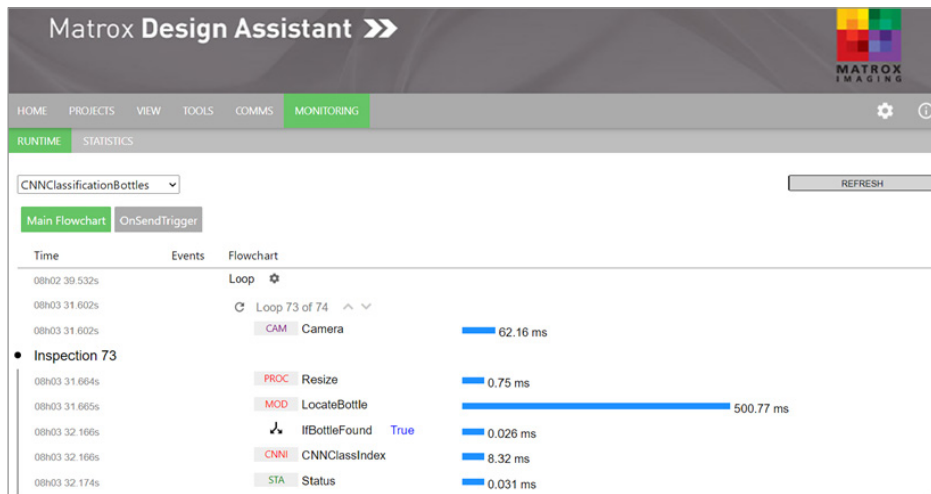 Matrox Design Assistant
MATROX
IMAGING
HOME PROJECTS VIEW TOOLS COMMS MONITORING
RUNTIME STATISTICS
CNNClassificationBottles REFRESH
Main Flowchart OnSendTrigger
Time Events Flowchart
08h02 39.532s Loop
08h03 31.602s Loop 73 of 74
08h03 31.602s CAM Camera 62.16 ms
Inspection 73
08h03 31.664s PROC Resize 0.75 ms
08h03 31.665s MOD LocateBottle 500.77 ms
08h03 32.166s IfBottleFound True 0.026 ms
08h03 32.166s CNNI CNNClassIndex 8.32 ms
08h03 32.174s STA Status 0.031 ms